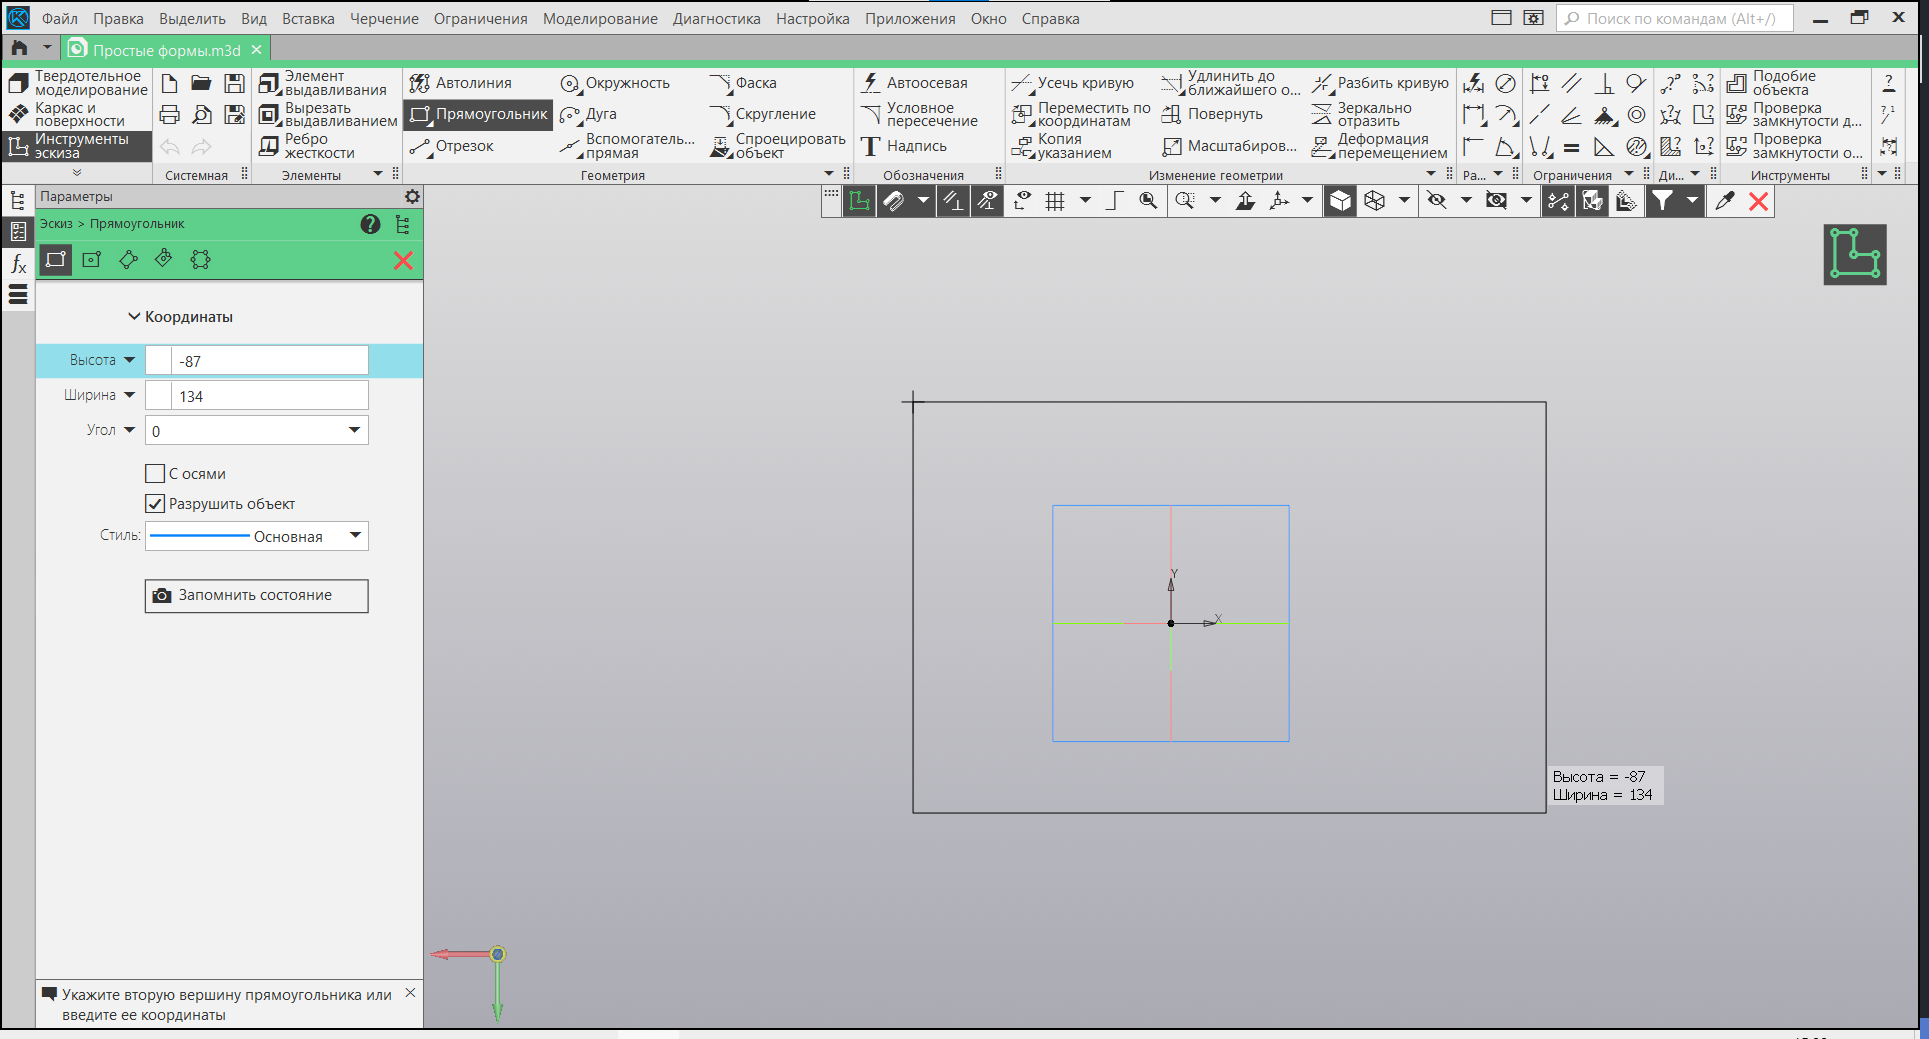 Файл Правка Выделить Вид Вставка Черчение Ограничения Моделирование Диагностика Настройка Приложения Окно Справка
Поиск по командам (Alt+/)
Простые формы.m3d
Твердотельное моделирование
Каркас и поверхности
Инструменты эскиза
Системная
Элемент выдавливания
Вырезать выдавливанием
Ребро жесткости
Элементы
Автолиния
Прямоугольник
Отрезок
Окружность
Дуга
Вспомогатель... прямая
Фаска
Скругление
Спроецировать объект
Геометрия
Автоосевая
Условное пересечение
Надпись
Обозначения
Усечь кривую
Переместить по координатам
Копия указанием
Удлинить до ближайшего о...
Повернуть
Масштабиров...
Разбить кривую
Зеркально отразить
Деформация перемещением
Изменение геометрии
Ра...
Ограничения
Ди...
Подобие объекта
Проверка замкнутости д...
Проверка замкнутости о...
Инструменты
Параметры
Эскиз > Прямоугольник
Координаты
Высота -87
Ширина 134
Угол 0
С осями
Разрушить объект
Стиль: Основная
Запомнить состояние
Y
X
Высота = -87
Ширина = 134
Укажите вторую вершину прямоугольника или
введите ее координаты